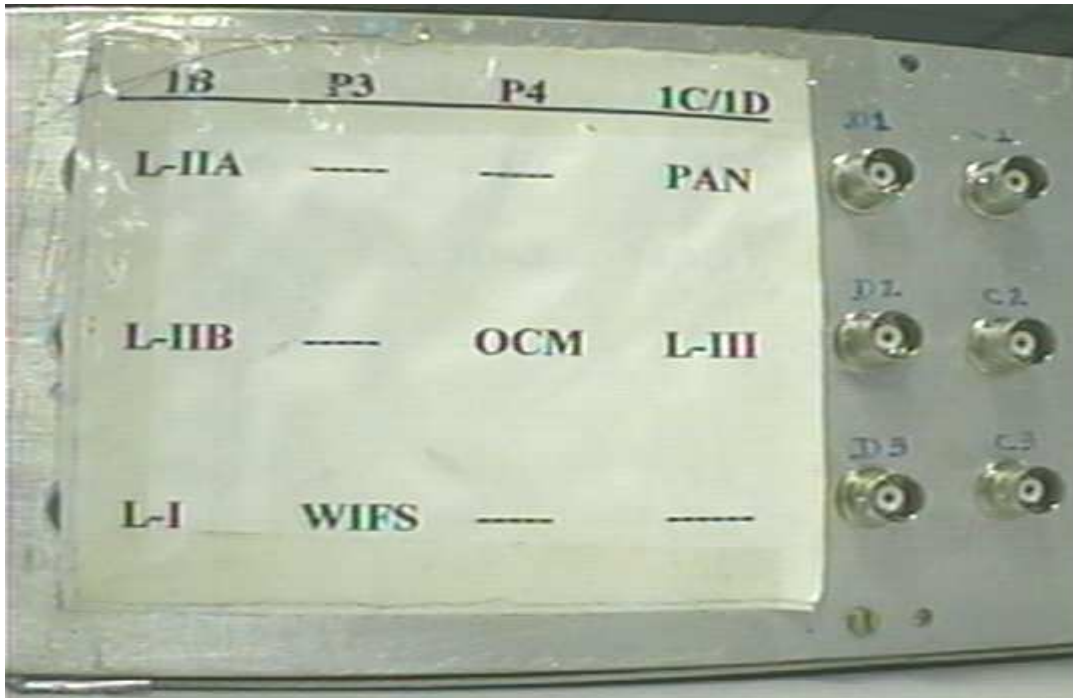 1B P3 P4 1C/1D
L-IIA ----- ----- PAN
L-IIB ----- OCM L-III
L-I WIFS ----- ------
D1
D2 C2
D3 C3